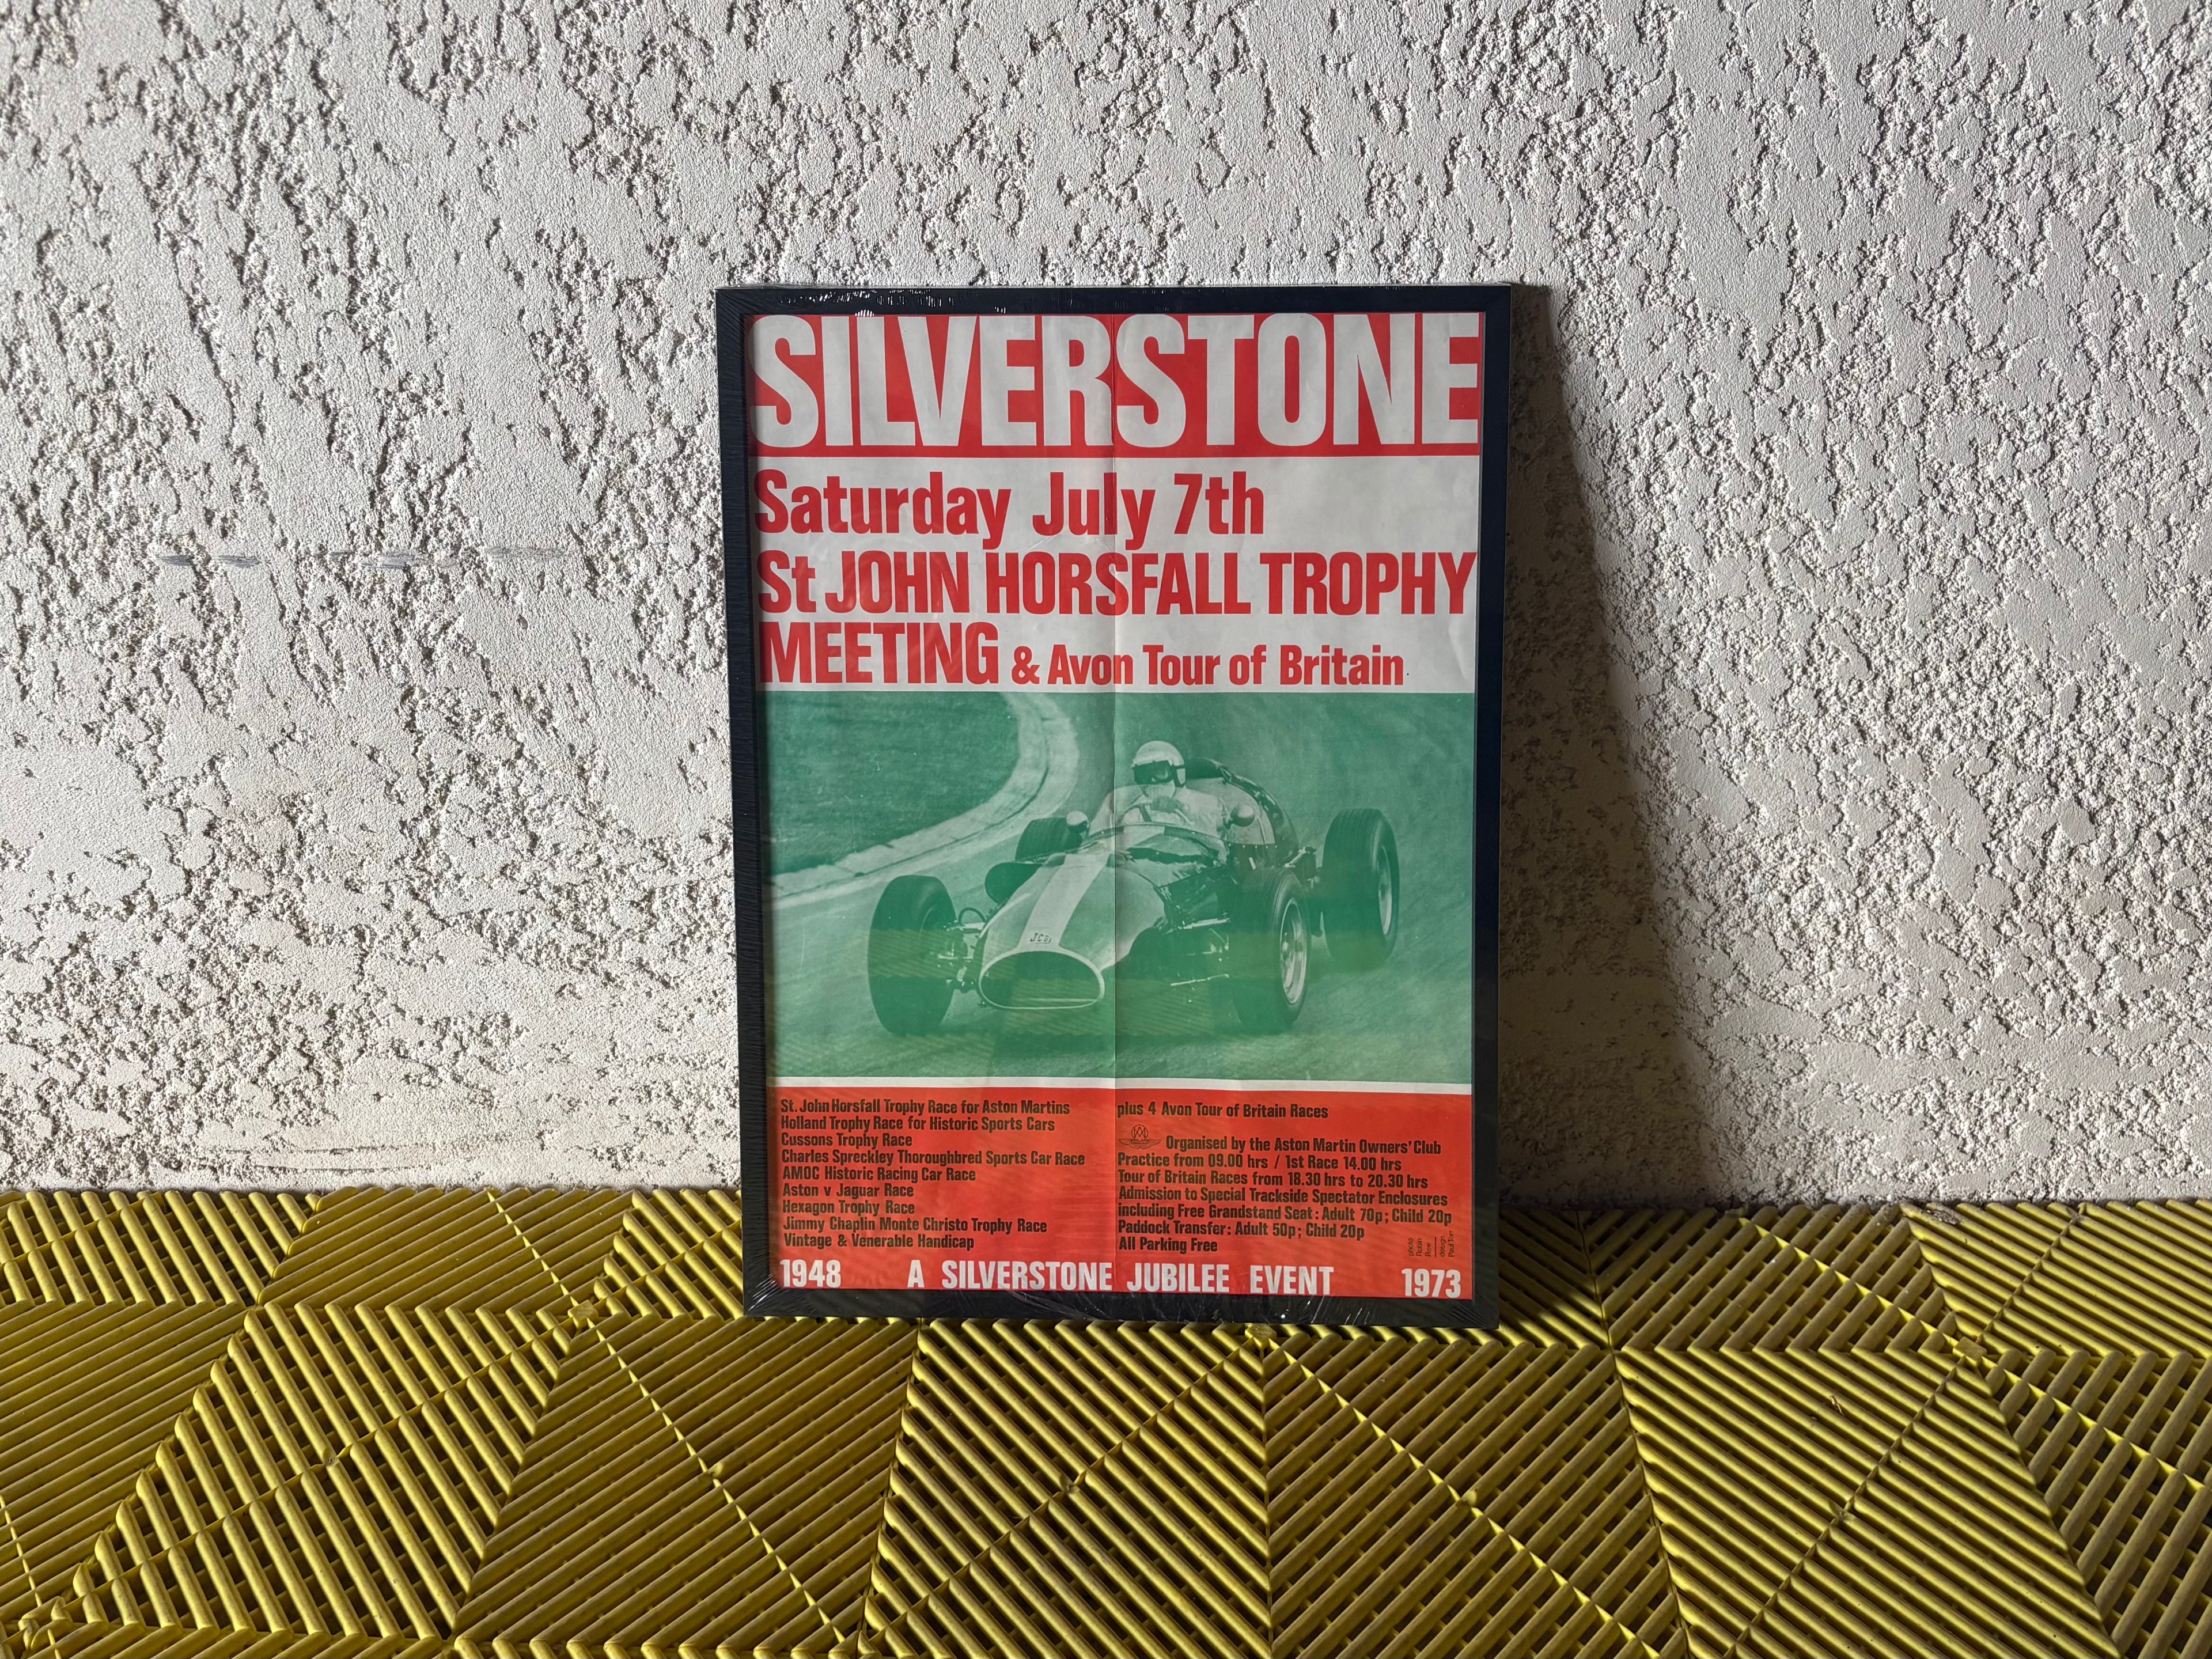 SILVERSTONE
Saturday July 7th
St JOHN HORSFALL TROPHY
MEETING & Avon Tour of Britain
JCB
St. John Horsfall Trophy Race for Aston Martins
Holland Trophy Race for Historic Sports Cars
Cussons Trophy Race
Charles Spreckley Thoroughbred Sports Car Race
AMOC Historic Racing Car Race
Aston v Jaguar Race
Hexagon Trophy Race
Jimmy Chaplin Monte Christo Trophy Race
Vintage & Venerable Handicap
plus 4 Avon Tour of Britain Races
Organised by the Aston Martin Owners' Club
Practice from 09.00 hrs / 1st Race 14.00 hrs
Tour of Britain Races from 18.30 hrs to 20.30 hrs
Admission to Special Trackside Spectator Enclosures
including Free Grandstand Seat: Adult 70p; Child 20p
Paddock Transfer: Adult 50p; Child 20p
All Parking Free
photo
Robin
design
Paul
1948 A SILVERSTONE JUBILEE EVENT 1973